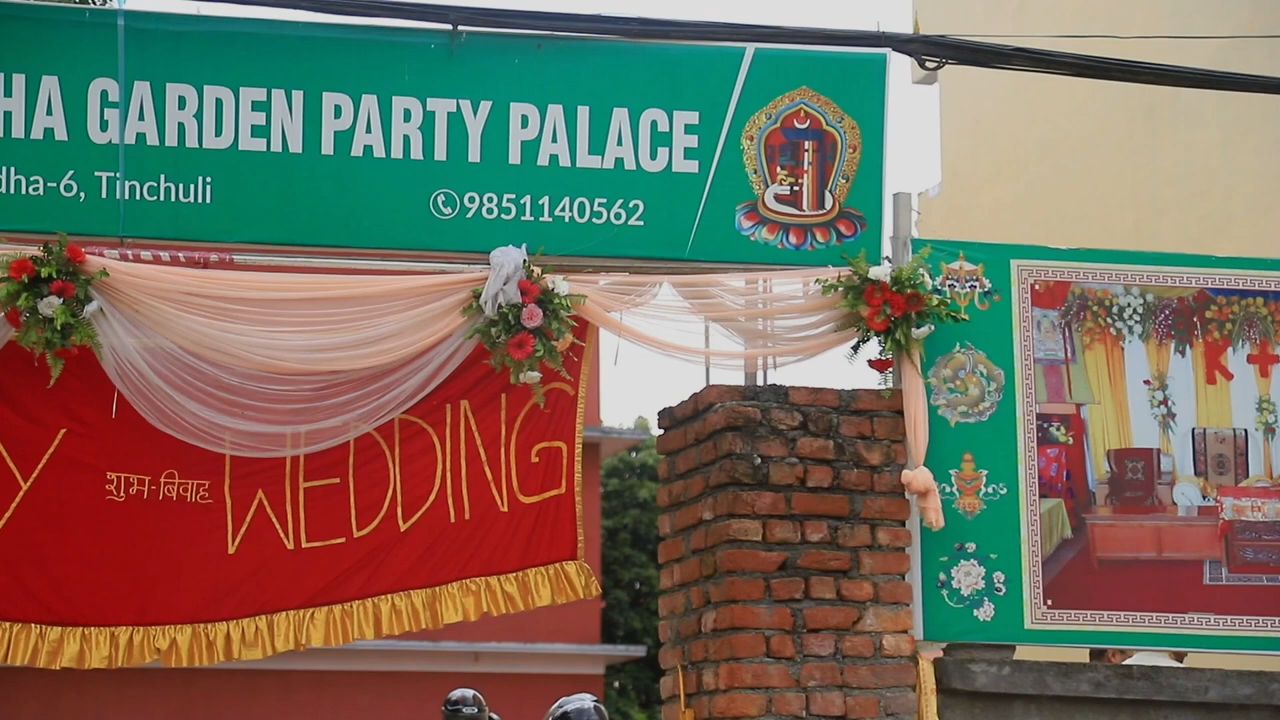 HA GARDEN PARTY PALACE
dha-6, Tinchuli
9851140562
Y शुभ-बिवाह WEDDING
K +